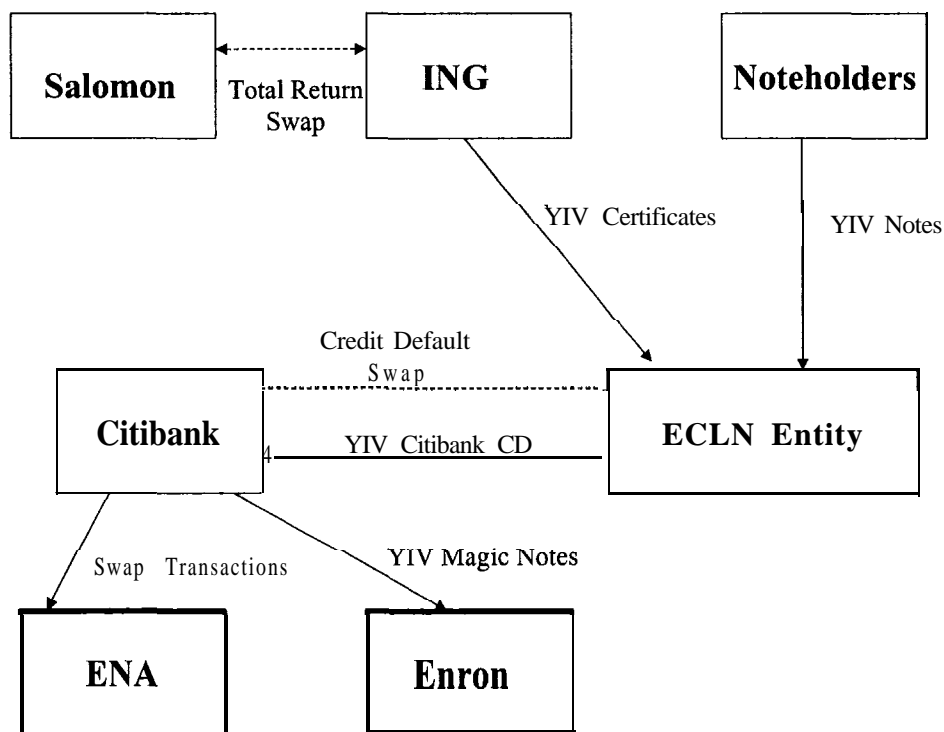 Salomon
Total Return
Swap
ING
Noteholders
YIV Certificates
YIV Notes
Credit Default
Swap
Citibank
4
YIV Citibank CD
ECLN Entity
Swap Transactions
YIV Magic Notes
ENA
Enron